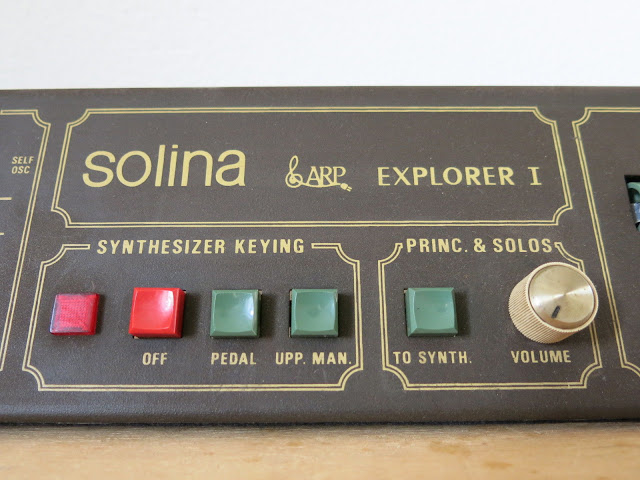 SELF
OSC
solina ARP EXPLORER I
SYNTHESIZER KEYING
OFF PEDAL UPP. MAN.
PRINC. & SOLOS
TO SYNTH. VOLUME